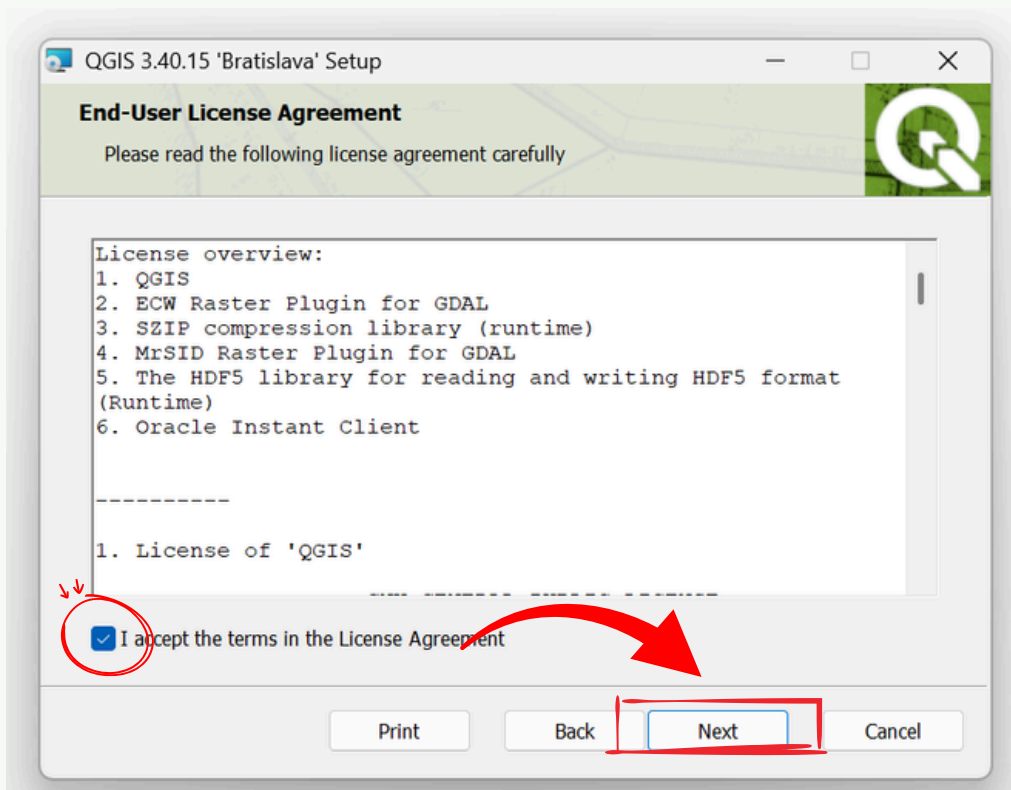 QGIS 3.40.15 'Bratislava' Setup
End-User License Agreement
Please read the following license agreement carefully
License overview:
1. QGIS
2. ECW Raster Plugin for GDAL
3. SZIP compression library (runtime)
4. MrSID Raster Plugin for GDAL
5. The HDF5 library for reading and writing HDF5 format
(Runtime)
6. Oracle Instant Client
----------
1. License of 'QGIS'
I accept the terms in the License Agreement
Print Back Next Cancel